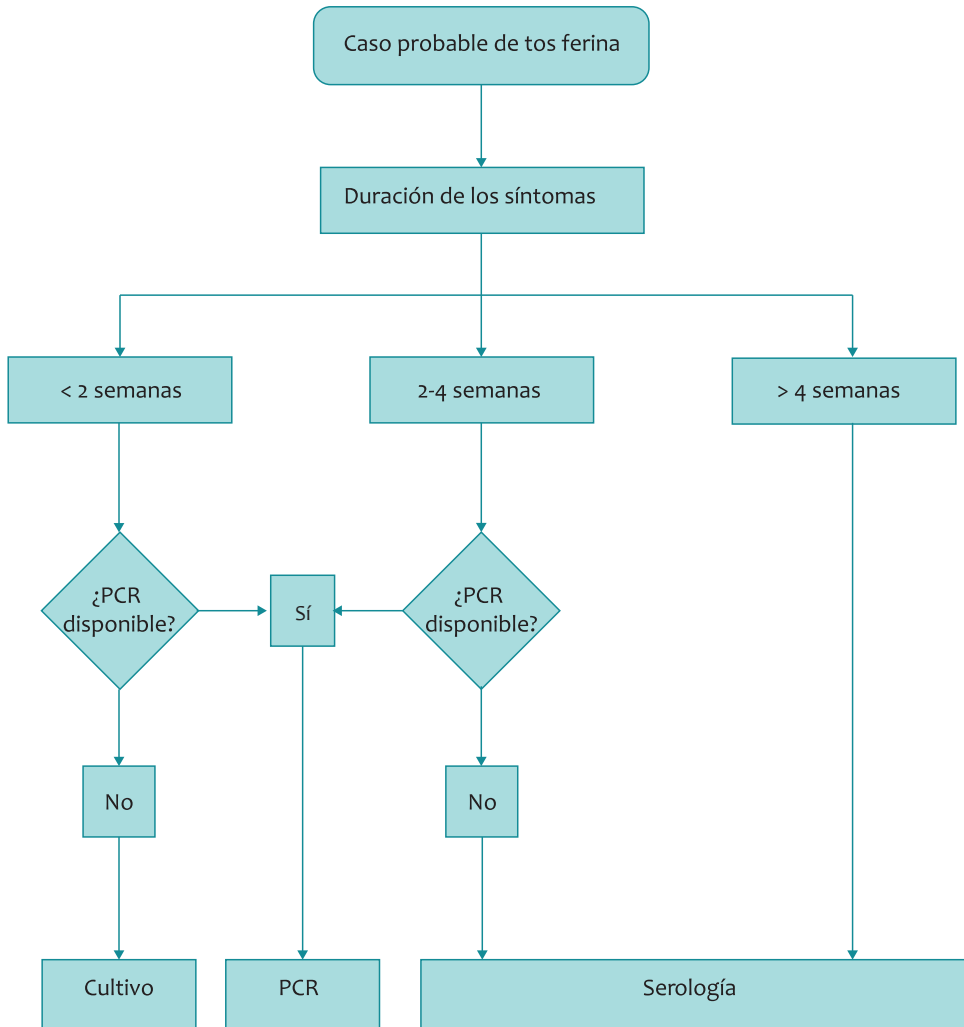 Caso probable de tos ferina
Duración de los síntomas
< 2 semanas
2-4 semanas
> 4 semanas
¿PCR
disponible?
Sí
¿PCR
disponible?
No
No
Cultivo
PCR
Serología